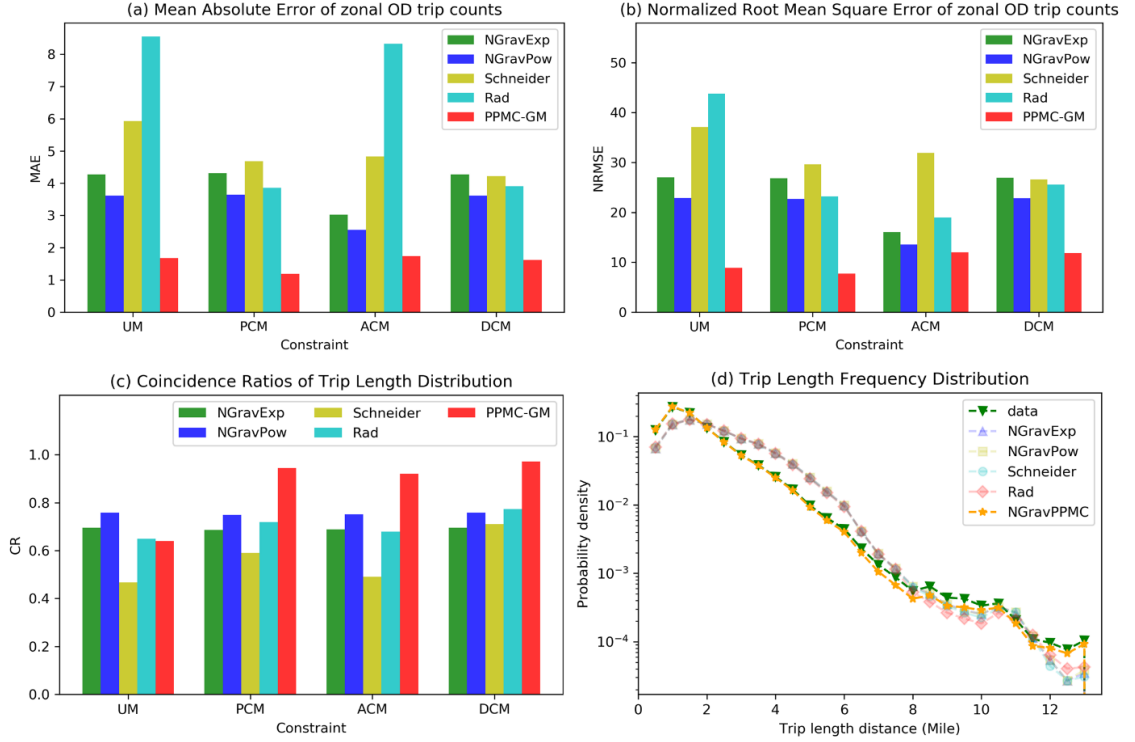 (a) Mean Absolute Error of zonal OD trip counts
MAE
8
7
6
5
4
3
2
1
0
NGravExp
NGravPow
Schneider
Rad
PPMC-GM
UM PCM ACM DCM
Constraint
(b) Normalized Root Mean Square Error of zonal OD trip counts
NRMSE
50
40
30
20
10
0
NGravExp
NGravPow
Schneider
Rad
PPMC-GM
UM PCM ACM DCM
Constraint
(c) Coincidence Ratios of Trip Length Distribution
CR
1.0
0.8
0.6
0.4
0.2
0.0
NGravExp Schneider PPMC-GM
NGravPow Rad
UM PCM ACM DCM
Constraint
(d) Trip Length Frequency Distribution
Probability density
10⁻¹
10⁻²
10⁻³
10⁻⁴
data
NGravExp
NGravPow
Schneider
Rad
NGravPPMC
0 2 4 6 8 10 12
Trip length distance (Mile)